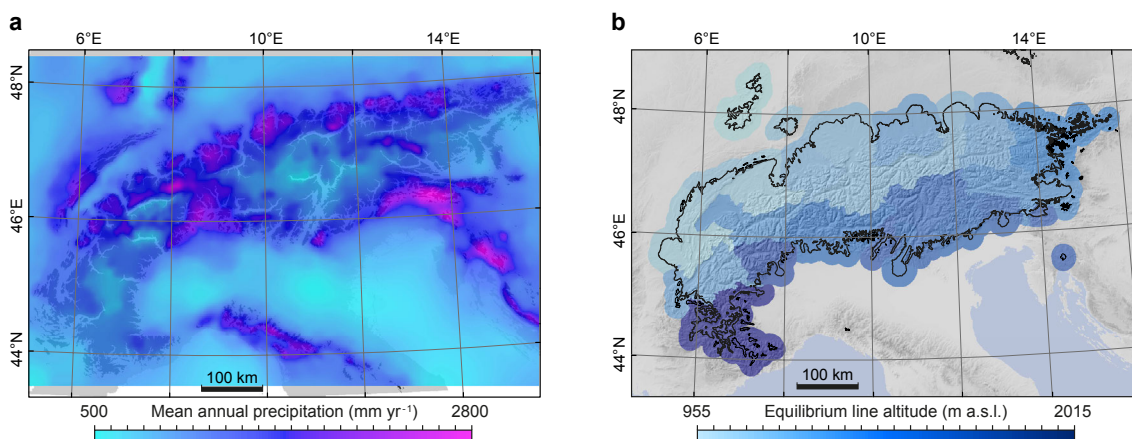 a
6°E 10°E 14°E
48°N
46°N
44°N
100 km
500 Mean annual precipitation (mm yr⁻¹) 2800
b
6°E 10°E 14°E
48°N
46°N
44°N
100 km
955 Equilibrium line altitude (m a.s.l.) 2015